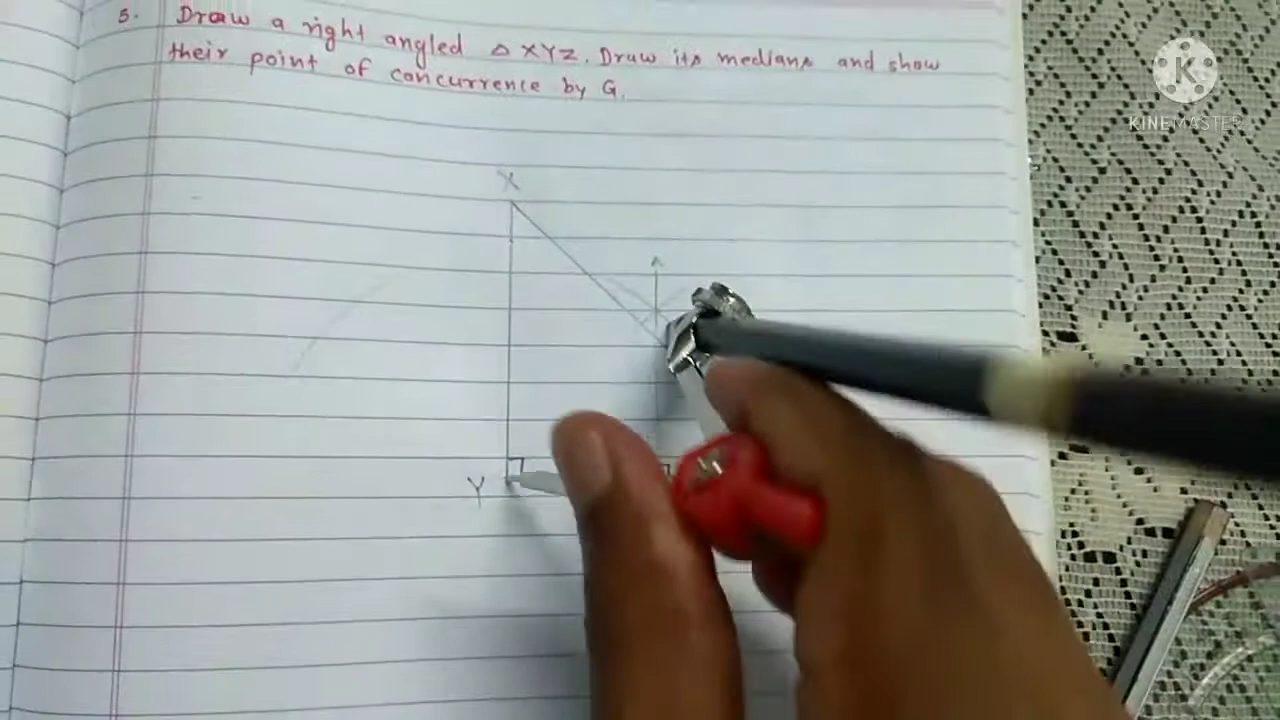 5. Draw a right angled △ XYZ. Draw its medians and show
their point of concurrence by G.
X
Y
K
KINEMASTER